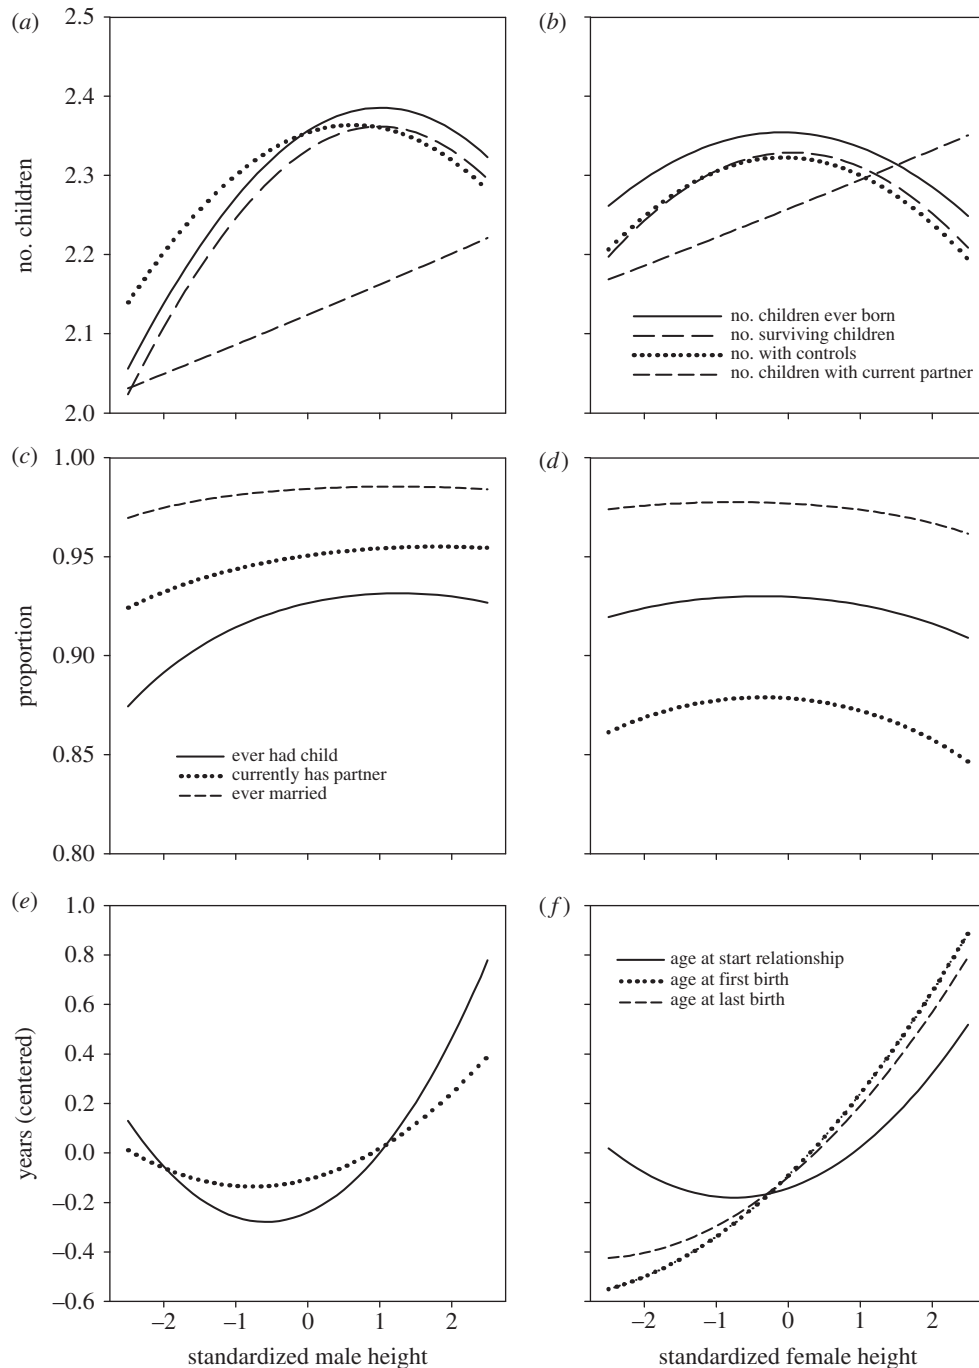 (a)
(b)
2.5
2.4
2.3
2.2
2.1
2.0
no. children
no. children ever born
no. surviving children
no. with controls
no. children with current partner
(c)
(d)
1.00
0.95
0.90
0.85
0.80
proportion
ever had child
currently has partner
ever married
(e)
(f)
1.0
0.8
0.6
0.4
0.2
0.0
–0.2
–0.4
–0.6
years (centered)
age at start relationship
age at first birth
age at last birth
–2 –1 0 1 2
–2 –1 0 1 2
standardized male height
standardized female height